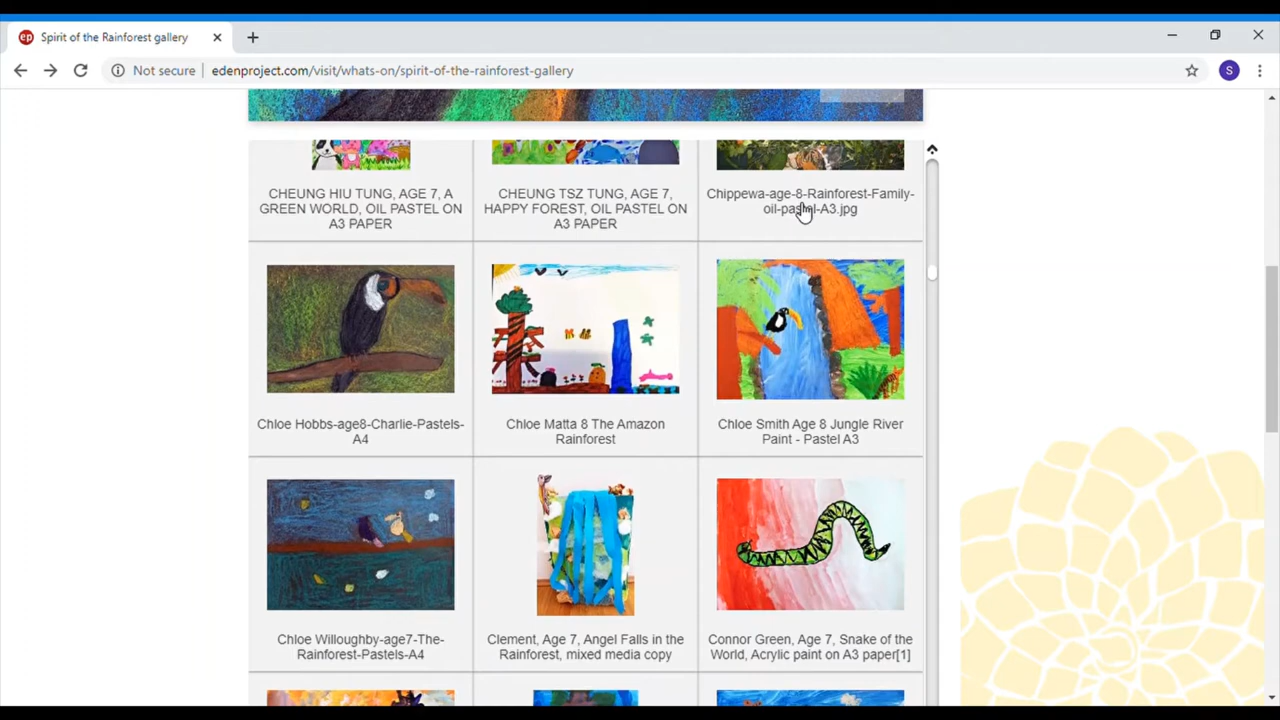 Spirit of the Rainforest gallery
Not secure
edenproject.com/visit/whats-on/spirit-of-the-rainforest-gallery
S
CHEUNG HIU TUNG, AGE 7, A
GREEN WORLD, OIL PASTEL ON
A3 PAPER
CHEUNG TSZ TUNG, AGE 7,
HAPPY FOREST, OIL PASTEL ON
A3 PAPER
Chippewa-age-8-Rainforest-Family-
oil-pastel-A3.jpg
Chloe Hobbs-age8-Charlie-Pastels-
A4
Chloe Matta 8 The Amazon
Rainforest
Chloe Smith Age 8 Jungle River
Paint - Pastel A3
Chloe Willoughby-age7-The-
Rainforest-Pastels-A4
Clement, Age 7, Angel Falls in the
Rainforest, mixed media copy
Connor Green, Age 7, Snake of the
World, Acrylic paint on A3 paper[1]